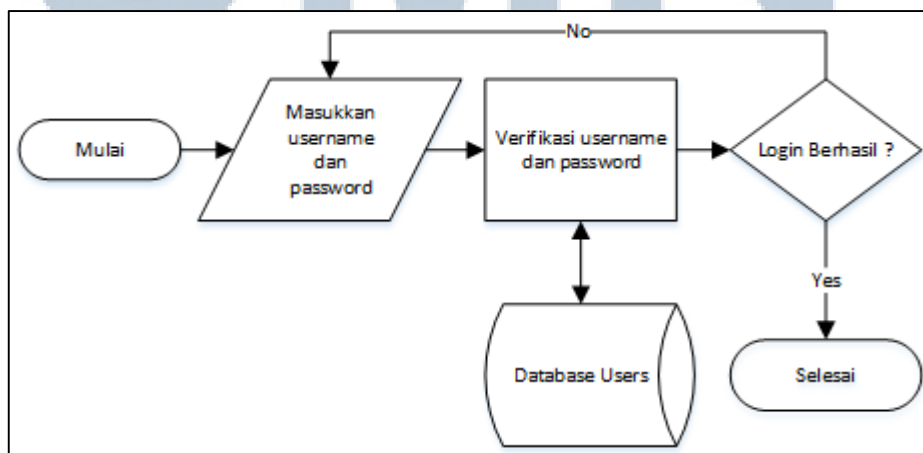 No
Mulai
Masukkan
username
dan
password
Verifikasi username
dan password
Login Berhasil ?
Yes
Database Users
Selesai